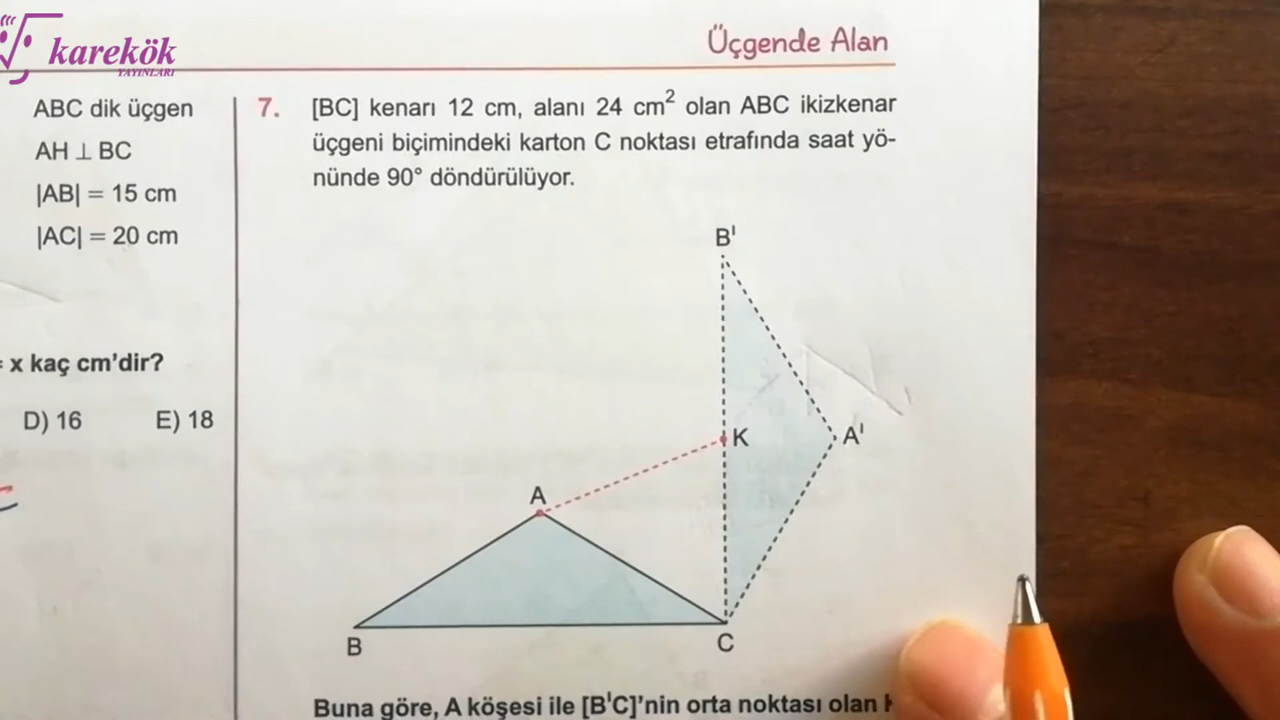 karekök
YAYINLARI
Üçgende Alan
ABC dik üçgen
AH ⊥ BC
|AB| = 15 cm
|AC| = 20 cm
= x kaç cm'dir?
D) 16 E) 18
7. [BC] kenarı 12 cm, alanı 24 cm² olan ABC ikizkenar
üçgeni biçimindeki karton C noktası etrafında saat yö-
nünde 90° döndürülüyor.
B'
K
A'
A
B
C
Buna göre, A köşesi ile [B'C]'nin orta noktası olan